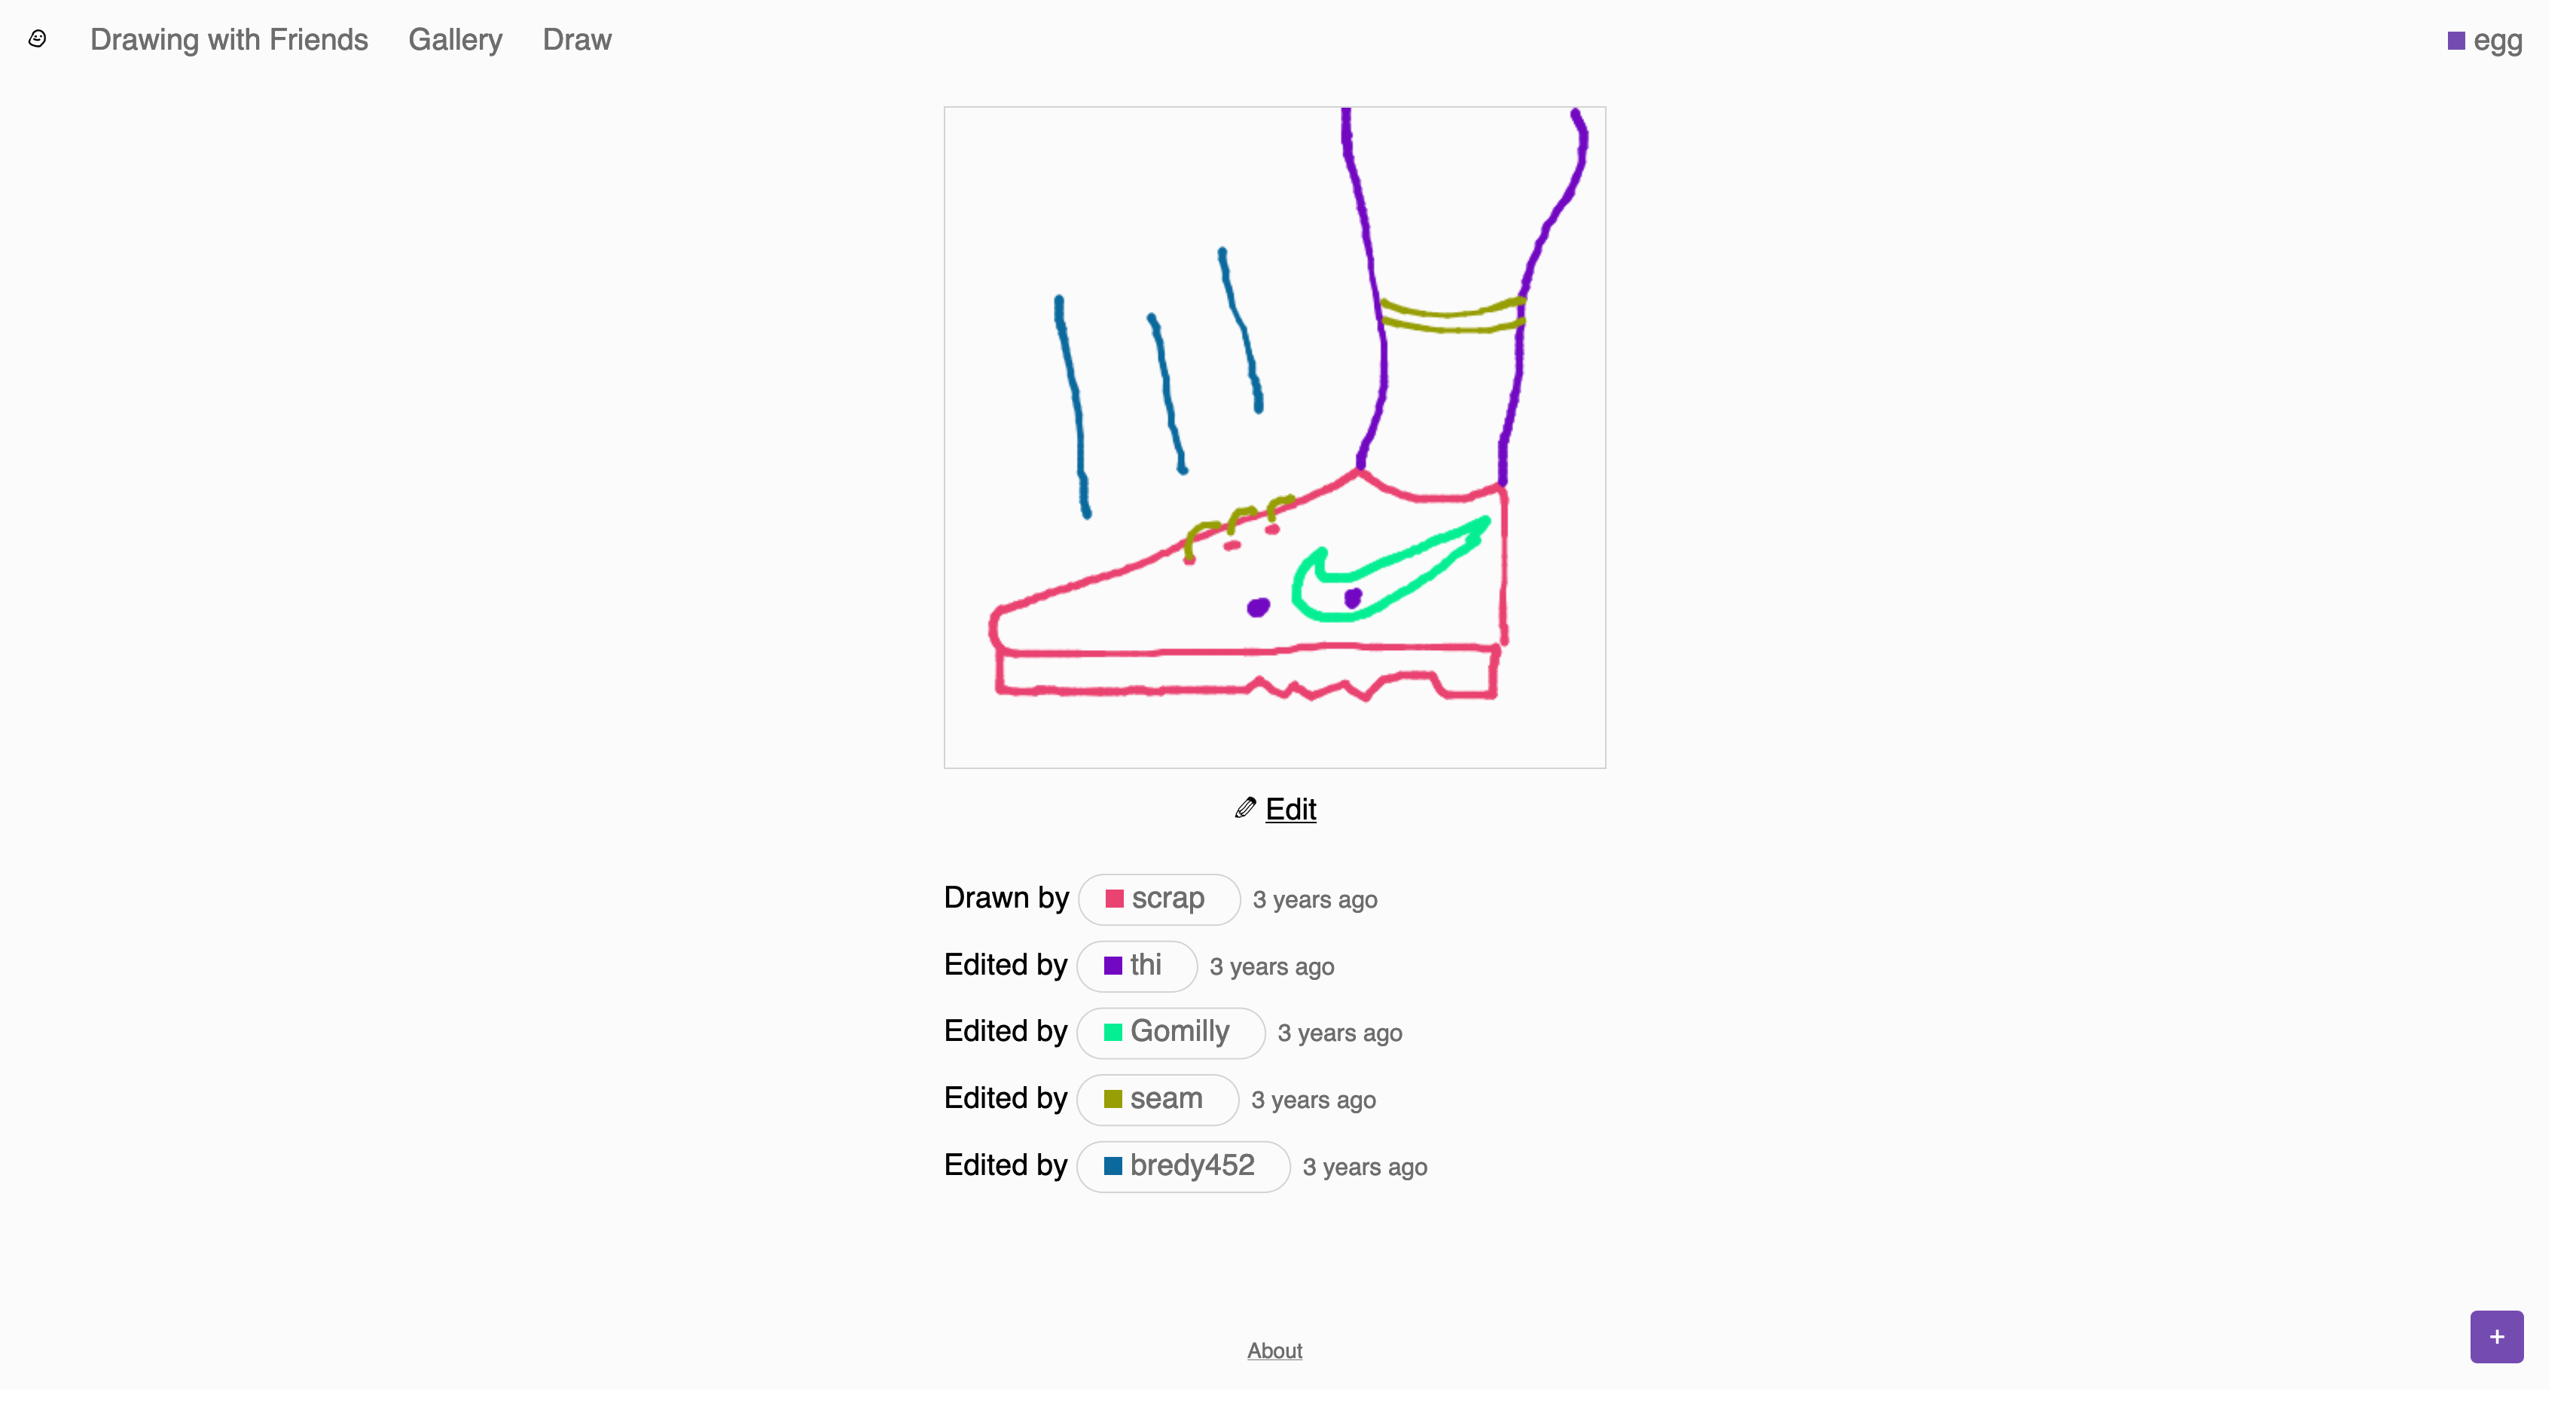 Drawing with Friends Gallery Draw egg
Edit
Drawn by scrap 3 years ago
Edited by thi 3 years ago
Edited by Gomilly 3 years ago
Edited by seam 3 years ago
Edited by bredy452 3 years ago
+
About